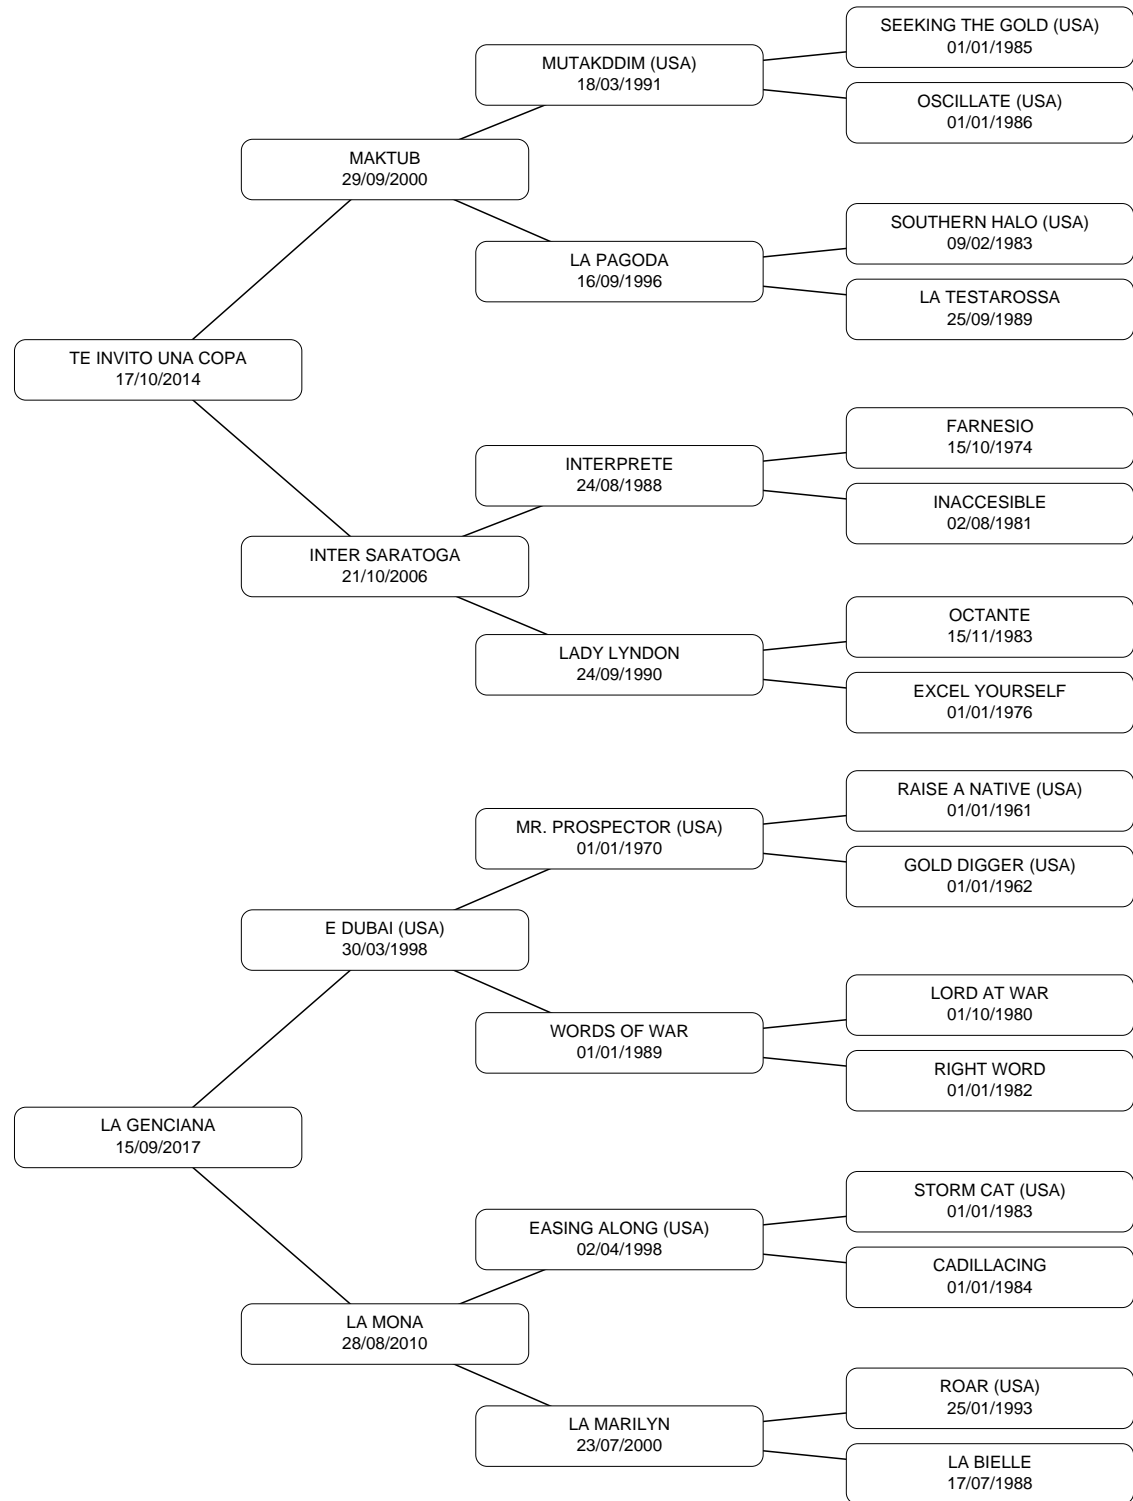 SEEKING THE GOLD (USA)
01/01/1985
MUTAKDDIM (USA)
18/03/1991
OSCILLATE (USA)
01/01/1986
MAKTUB
29/09/2000
SOUTHERN HALO (USA)
09/02/1983
LA PAGODA
16/09/1996
LA TESTAROSSA
25/09/1989
TE INVITO UNA COPA
17/10/2014
FARNESIO
15/10/1974
INTERPRETE
24/08/1988
INACCESIBLE
02/08/1981
INTER SARATOGA
21/10/2006
OCTANTE
15/11/1983
LADY LYNDON
24/09/1990
EXCEL YOURSELF
01/01/1976
RAISE A NATIVE (USA)
01/01/1961
MR. PROSPECTOR (USA)
01/01/1970
GOLD DIGGER (USA)
01/01/1962
E DUBAI (USA)
30/03/1998
LORD AT WAR
01/10/1980
WORDS OF WAR
01/01/1989
RIGHT WORD
01/01/1982
LA GENCIANA
15/09/2017
STORM CAT (USA)
01/01/1983
EASING ALONG (USA)
02/04/1998
CADILLACING
01/01/1984
LA MONA
28/08/2010
ROAR (USA)
25/01/1993
LA MARILYN
23/07/2000
LA BIELLE
17/07/1988